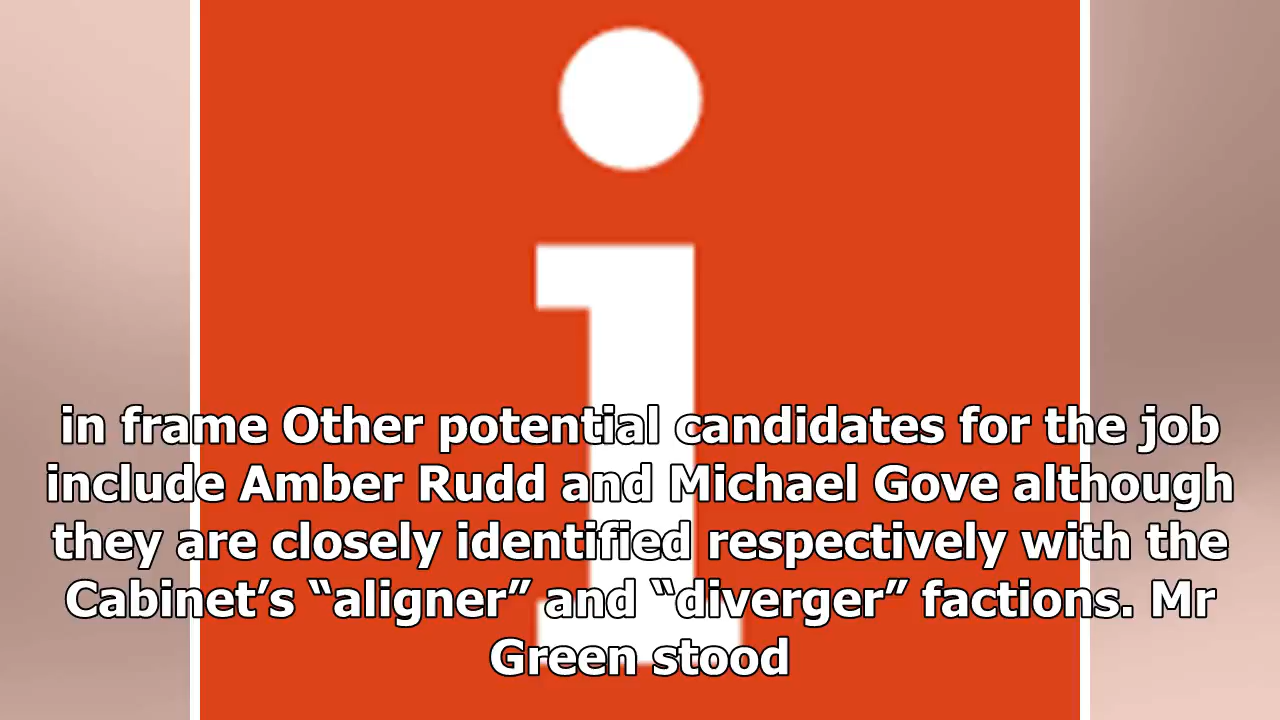 in frame Other potential candidates for the job
include Amber Rudd and Michael Gove although
they are closely identified respectively with the
Cabinet’s “aligner” and “diverger” factions. Mr
Green stood